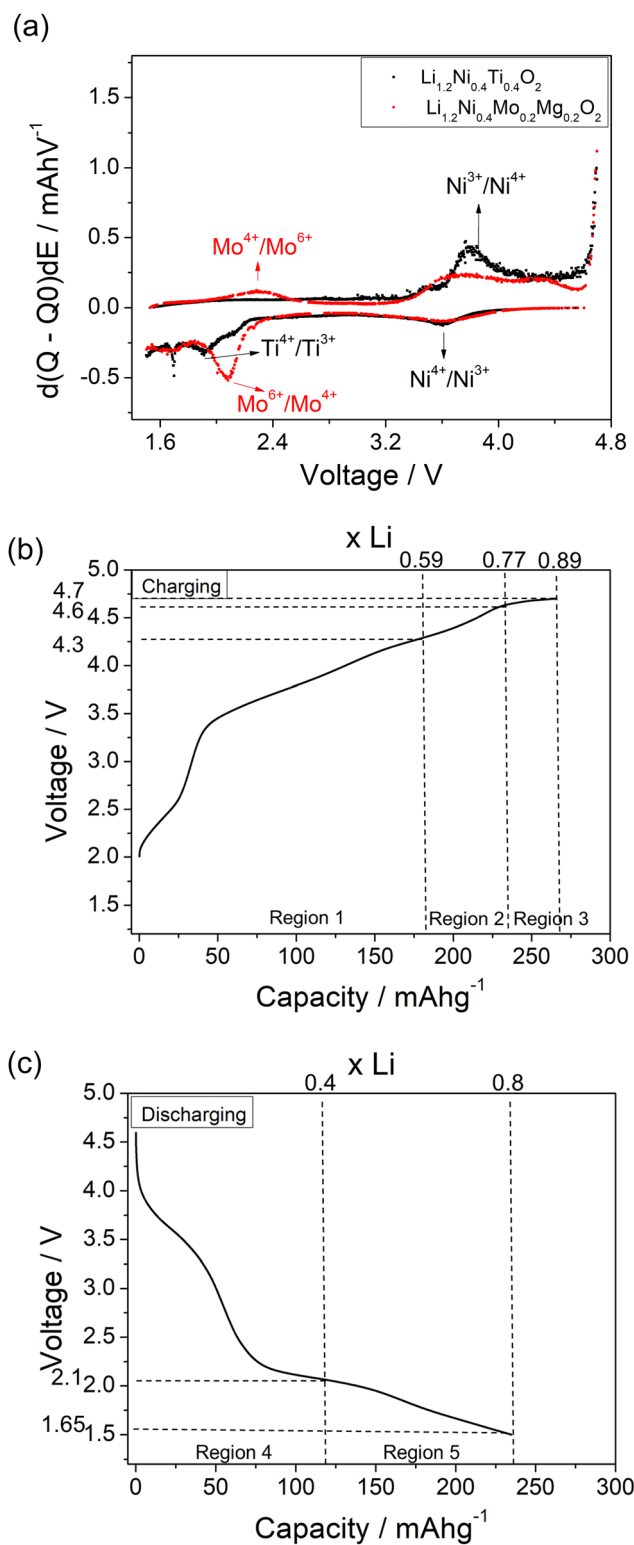 (a)
d(Q - Q0)dE / mAhV⁻¹
1.5
1.0
0.5
0.0
-0.5
Li₁.₂Ni₀.₄Ti₀.₄O₂
Li₁.₂Ni₀.₄Mo₀.₂Mg₀.₂O₂
Ni³⁺/Ni⁴⁺
Mo⁴⁺/Mo⁶⁺
Ti⁴⁺/Ti³⁺
Mo⁶⁺/Mo⁴⁺
Ni⁴⁺/Ni³⁺
1.6 2.4 3.2 4.0 4.8
Voltage / V
(b)
x Li
0.59 0.77 0.89
Charging
Voltage / V
5.0
4.7
4.6
4.5
4.3
4.0
3.5
3.0
2.5
2.0
1.5
Region 1 Region 2 Region 3
0 50 100 150 200 250 300
Capacity / mAhg⁻¹
(c)
x Li
0.4 0.8
Discharging
Voltage / V
5.0
4.5
4.0
3.5
3.0
2.5
2.1
2.0
1.65
1.5
Region 4 Region 5
0 50 100 150 200 250 300
Capacity / mAhg⁻¹